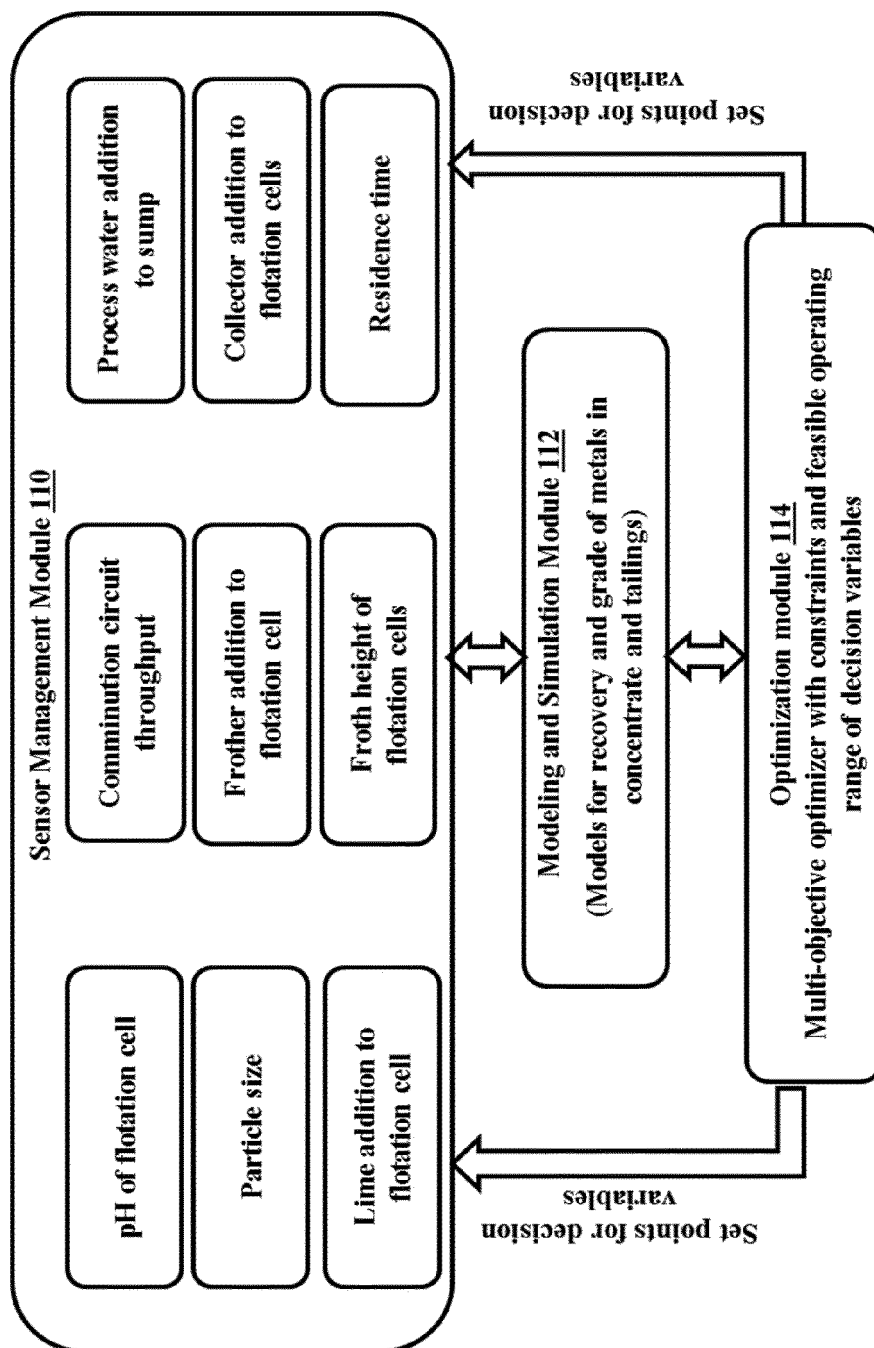 Sensor Management Module 110
pH of flotation cell
Particle size
Lime addition to
flotation cell
Comminution circuit
throughput
Frother addition to
flotation cell
Froth height of
flotation cells
Process water addition
to sump
Collector addition to
flotation cells
Residence time
Set points for decision
variables
Modeling and Simulation Module 112
(Models for recovery and grade of metals in
concentrate and tailings)
Set points for decision
variables
Optimization module 114
Multi-objective optimizer with constraints and feasible operating
range of decision variables